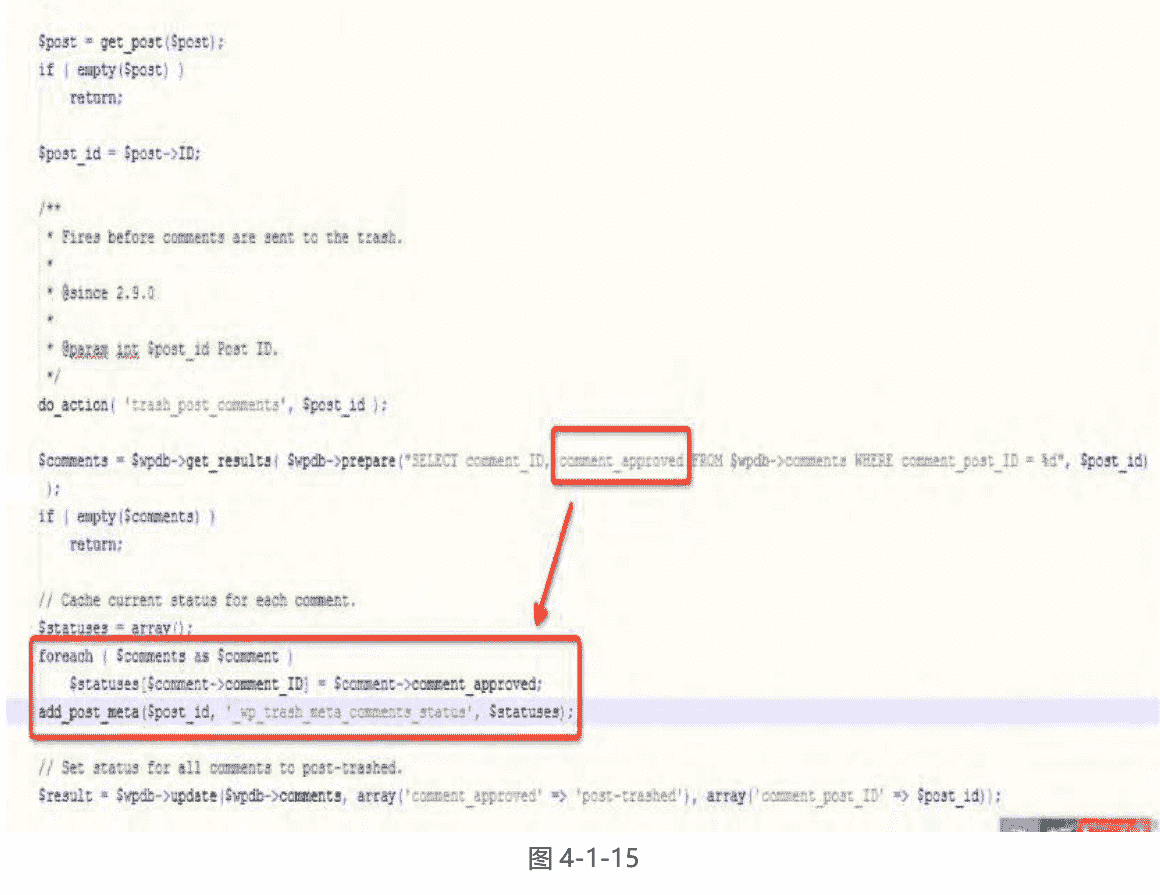 $post = get_post($post);
if ( empty($post) )
return;
$post_id = $post->ID;
/**
* Fires before comments are sent to the trash.
*
* @since 2.9.0
*
* @param int $post_id Post ID.
*/
do_action( 'trash_post_comments', $post_id );
$comments = $wpdb->get_results( $wpdb->prepare("SELECT comment_ID, comment_approved FROM $wpdb->comments WHERE comment_post_ID = %d", $post_id)
);
if ( empty($comments) )
return;
// Cache current status for each comment.
$statuses = array();
foreach ( $comments as $comment )
$statuses[$comment->comment_ID] = $comment->comment_approved;
add_post_meta($post_id, '_wp_trash_meta_comments_status', $statuses);
// Set status for all comments to post-trashed.
$result = $wpdb->update($wpdb->comments, array('comment_approved' => 'post-trashed'), array('comment_post_ID' => $post_id));
图 4-1-15